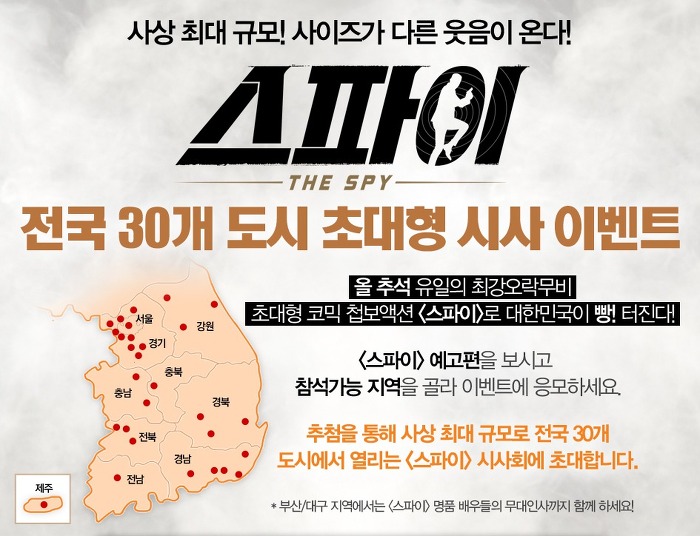 사상 최대 규모! 사이즈가 다른 웃음이 온다!
스파이
THE SPY
전국 30개 도시 초대형 시사 이벤트
올 추석 유일의 최강오락무비
초대형 코믹 첩보액션 <스파이>로 대한민국이 빵! 터진다!
<스파이> 예고편을 보시고
참석가능 지역을 골라 이벤트에 응모하세요.
추첨을 통해 사상 최대 규모로 전국 30개
도시에서 열리는 <스파이> 시사회에 초대합니다.
* 부산/대구 지역에서는 <스파이> 명품 배우들의 무대인사까지 함께 하세요!
서울
강원
경기
충북
충남
경북
전북
경남
전남
제주